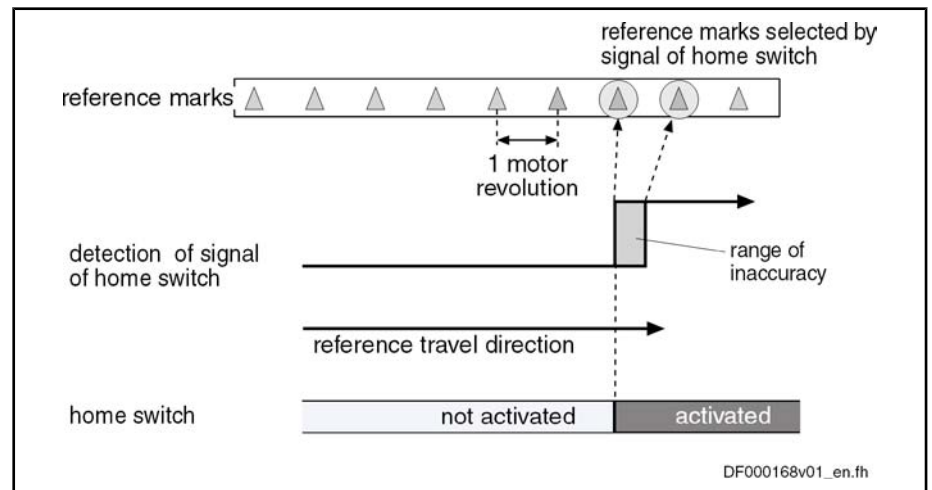 reference marks selected by
signal of home switch
reference marks
1 motor
revolution
detection of signal
of home switch
range of
inaccuracy
reference travel direction
home switch
not activated
activated
DF000168v01_en.fh